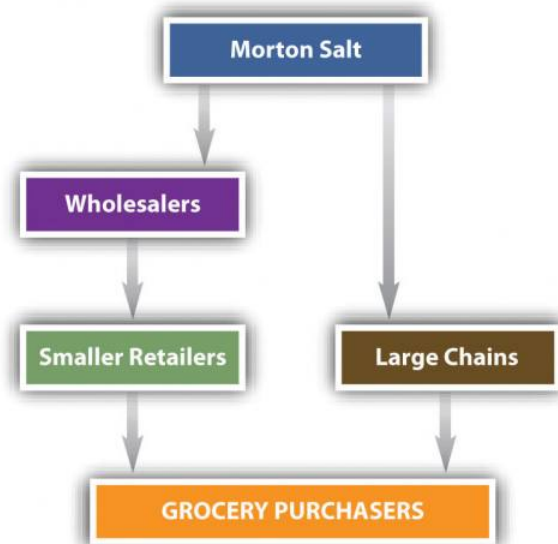 Morton Salt
Wholesalers
Smaller Retailers
Large Chains
GROCERY PURCHASERS